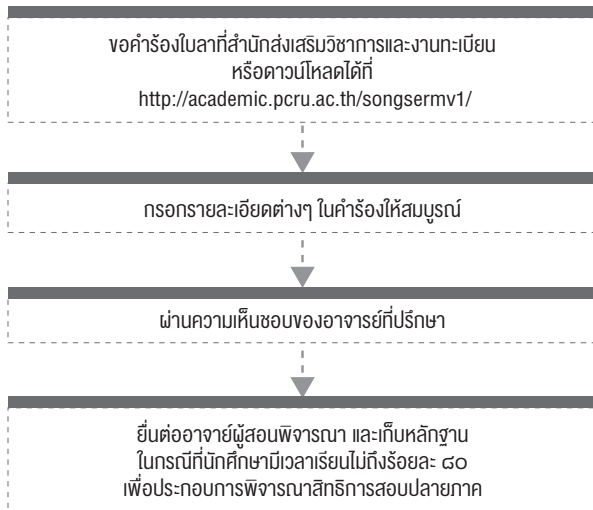 ขอคำร้องใบลาที่สำนักส่งเสริมวิชาการและงานทะเบียน
หรือดาวน์โหลดได้ที่
http://academic.pcru.ac.th/songsermv1/
กรอกรายละเอียดต่างๆ ในคำร้องให้สมบูรณ์
ผ่านความเห็นชอบของอาจารย์ที่ปรึกษา
ยื่นต่ออาจาย์ผู้สอนพิจารณา และเก็บหลักฐาน
ในกรณีที่นักศึกษามีเวลาเรียนไม่ถึงร้อยละ ๘๐
เพื่อประกอบการพิจารณาสิทธิการสอบปลายภาค